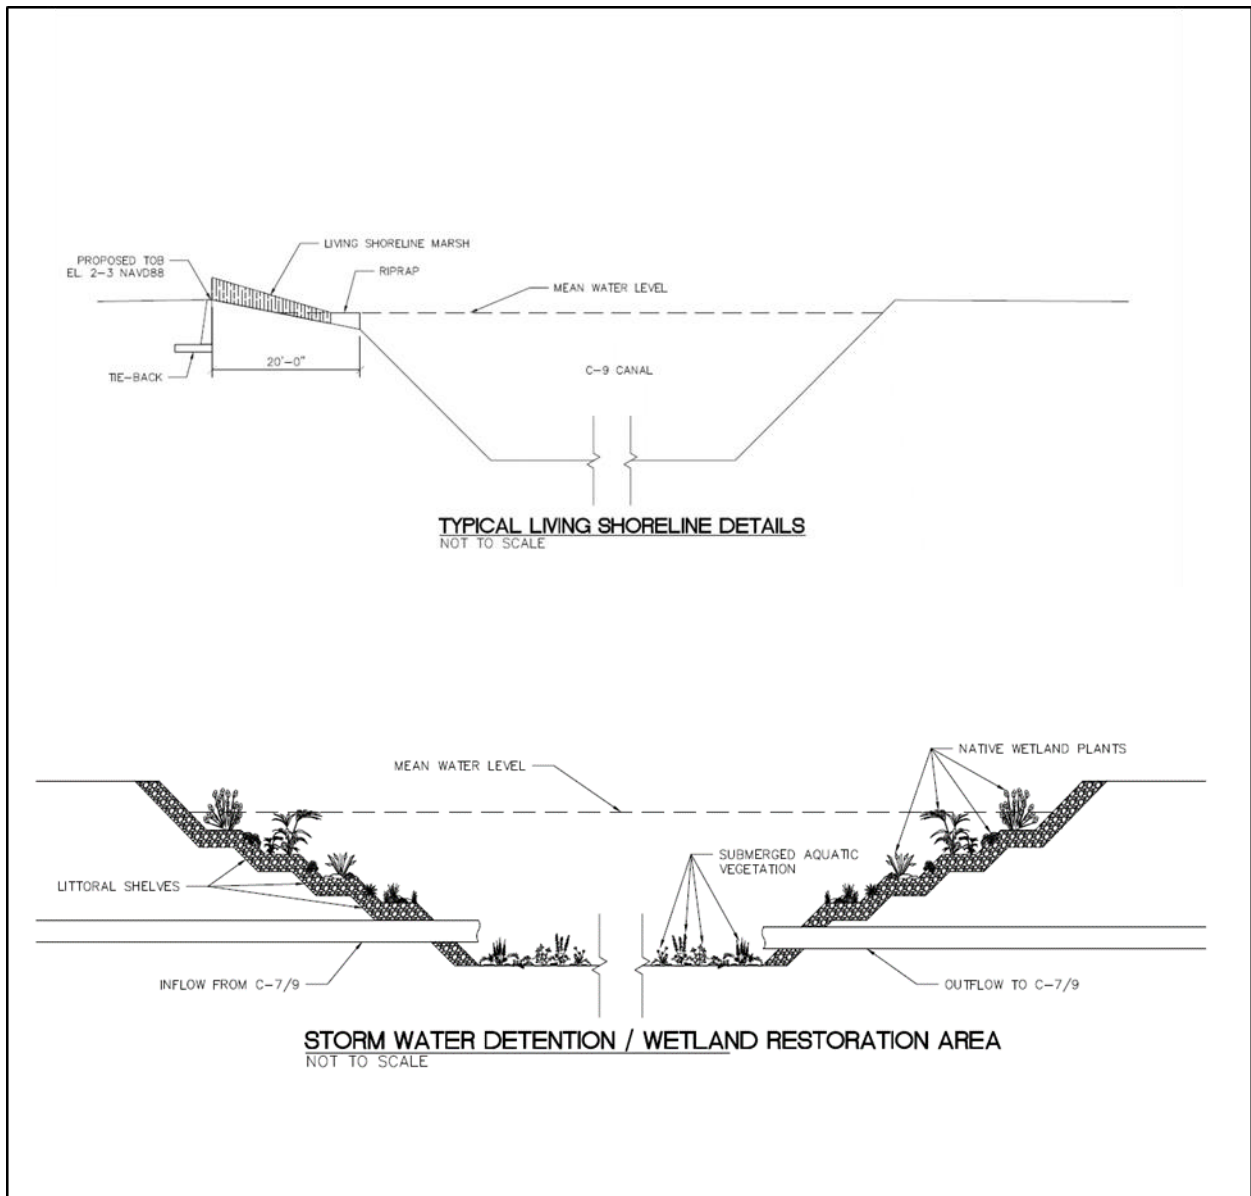 LIVING SHORELINE MARSH
PROPOSED TOB
EL. 2-3 NAVD88
RIPRAP
MEAN WATER LEVEL
20'-0"
TIE-BACK
C-9 CANAL
TYPICAL LIVING SHORELINE DETAILS
NOT TO SCALE
NATIVE WETLAND PLANTS
MEAN WATER LEVEL
SUBMERGED AQUATIC
VEGETATION
LITTORAL SHELVES
INFLOW FROM C-7/9
OUTFLOW TO C-7/9
STORM WATER DETENTION / WETLAND RESTORATION AREA
NOT TO SCALE